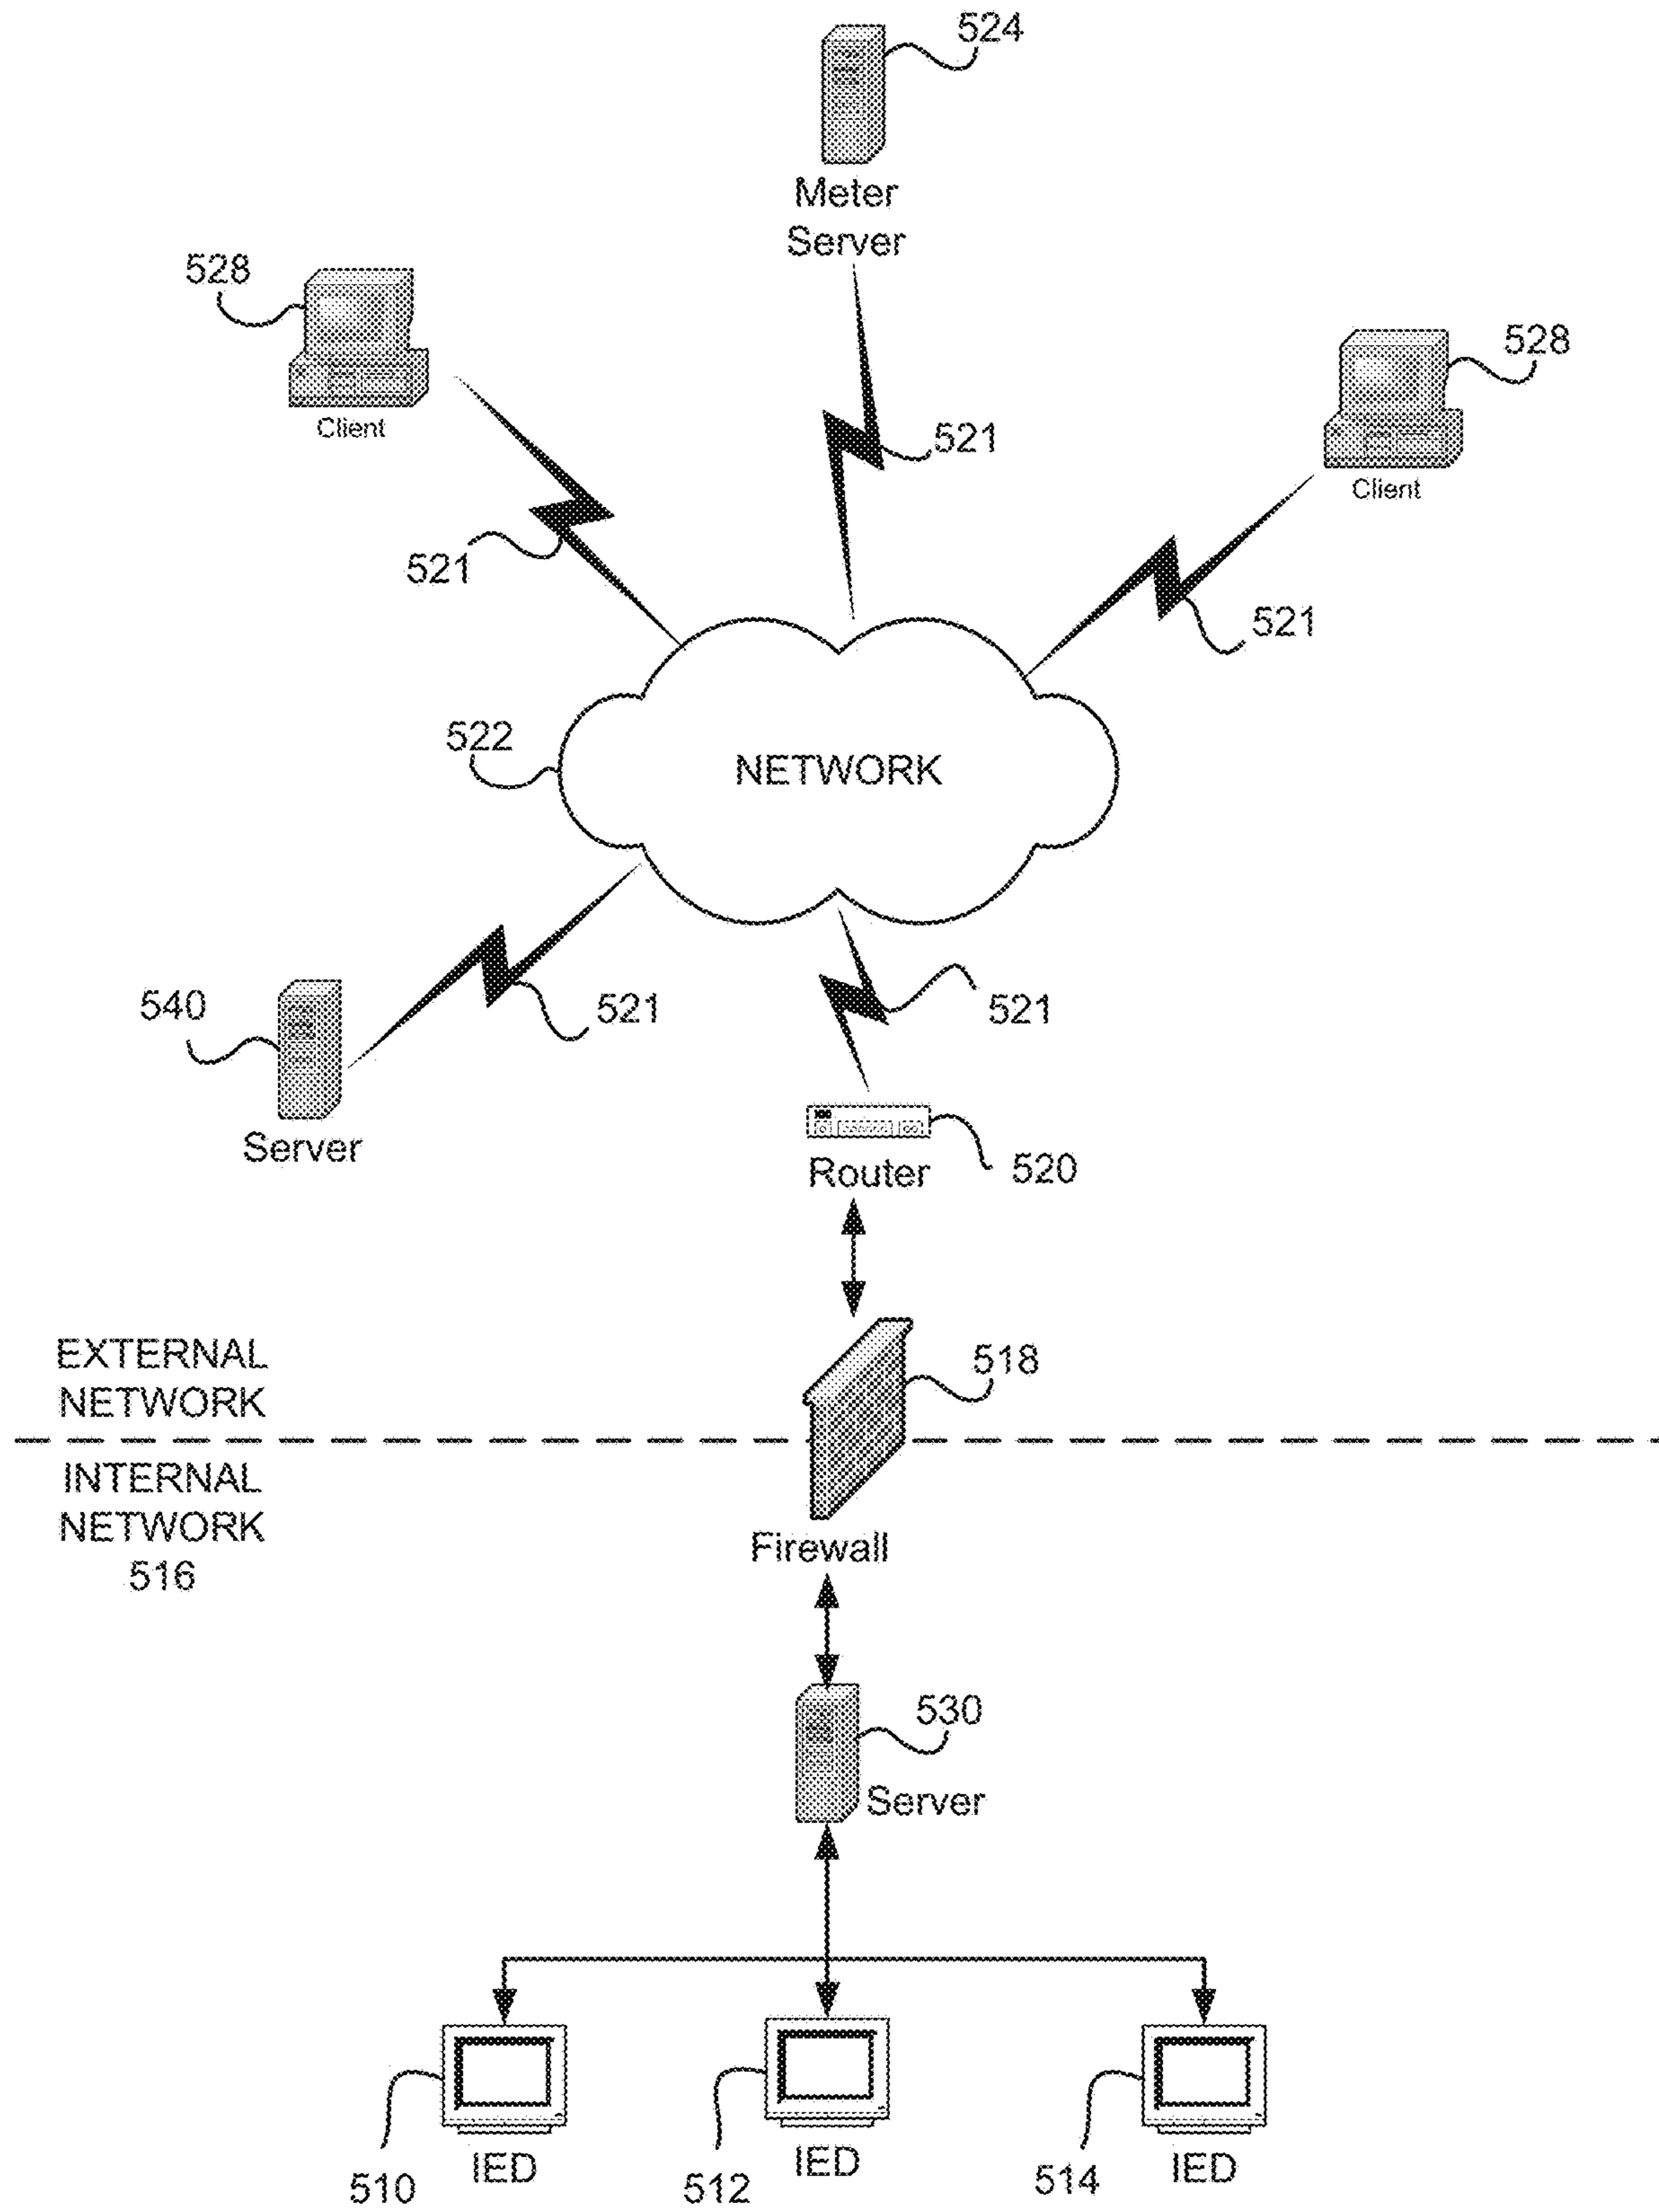 524
Meter
Server
528
Client
528
Client
521
521
521
522
NETWORK
540
Server
521
521
Router
520
EXTERNAL
NETWORK
518
INTERNAL
NETWORK
516
Firewall
530
Server
510
IED
512
IED
514
IED